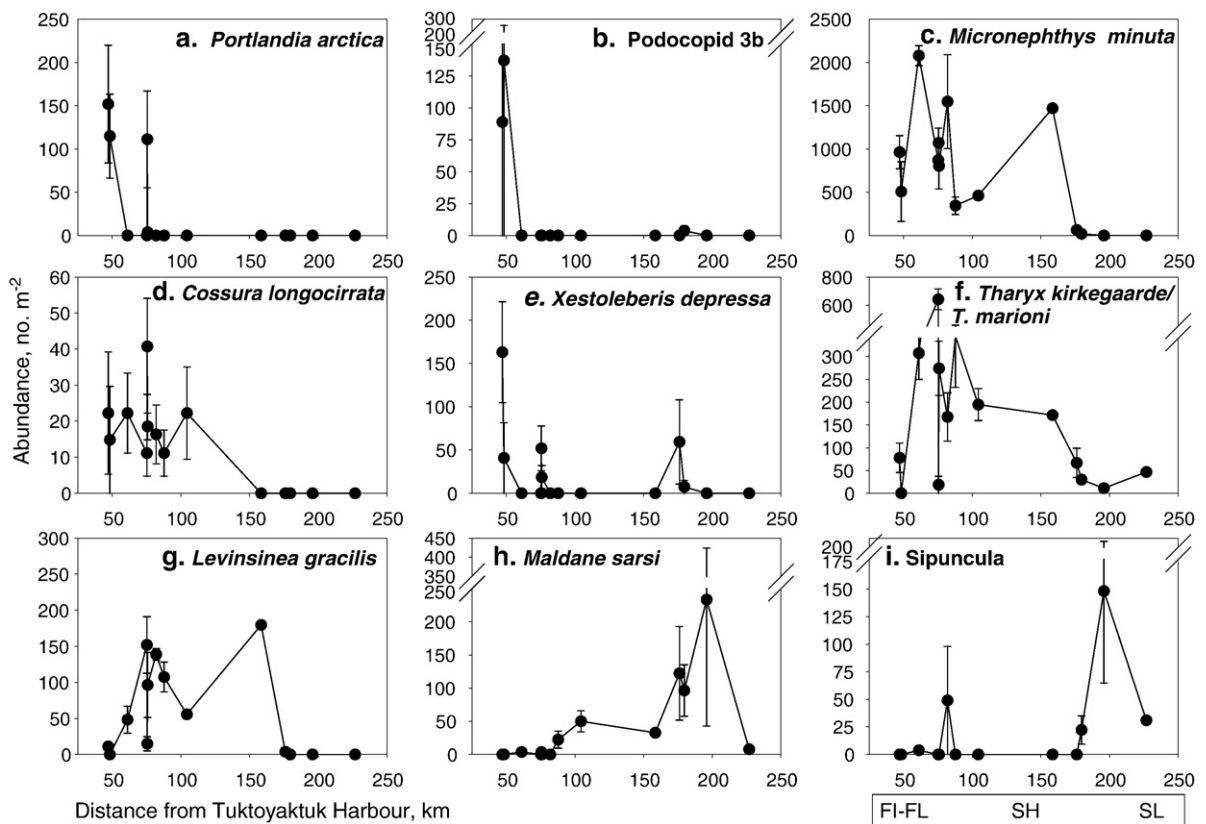 a. Portlandia arctica
250
200
150
100
50
0
50 100 150 200 250
b. Podocopid 3b
300
200
150
125
100
75
50
25
0
50 100 150 200 250
c. Micronephthys minuta
2500
2000
1500
1000
500
0
50 100 150 200 250
Abundance, no. m-2
d. Cossura longocirrata
60
50
40
30
20
10
0
50 100 150 200 250
e. Xestoleberis depressa
250
200
150
100
50
0
50 100 150 200 250
f. Tharyx kirkegaarde/
T. marioni
800
600
300
250
200
150
100
50
0
50 100 150 200 250
g. Levinsinea gracilis
200
150
100
50
0
50 100 150 200 250
h. Maldane sarsi
450
400
350
250
200
150
100
50
0
50 100 150 200 250
i. Sipuncula
200
150
125
100
75
50
25
0
50 100 150 200 250
Distance from Tuktoyaktuk Harbour, km
FI-FL SH SL